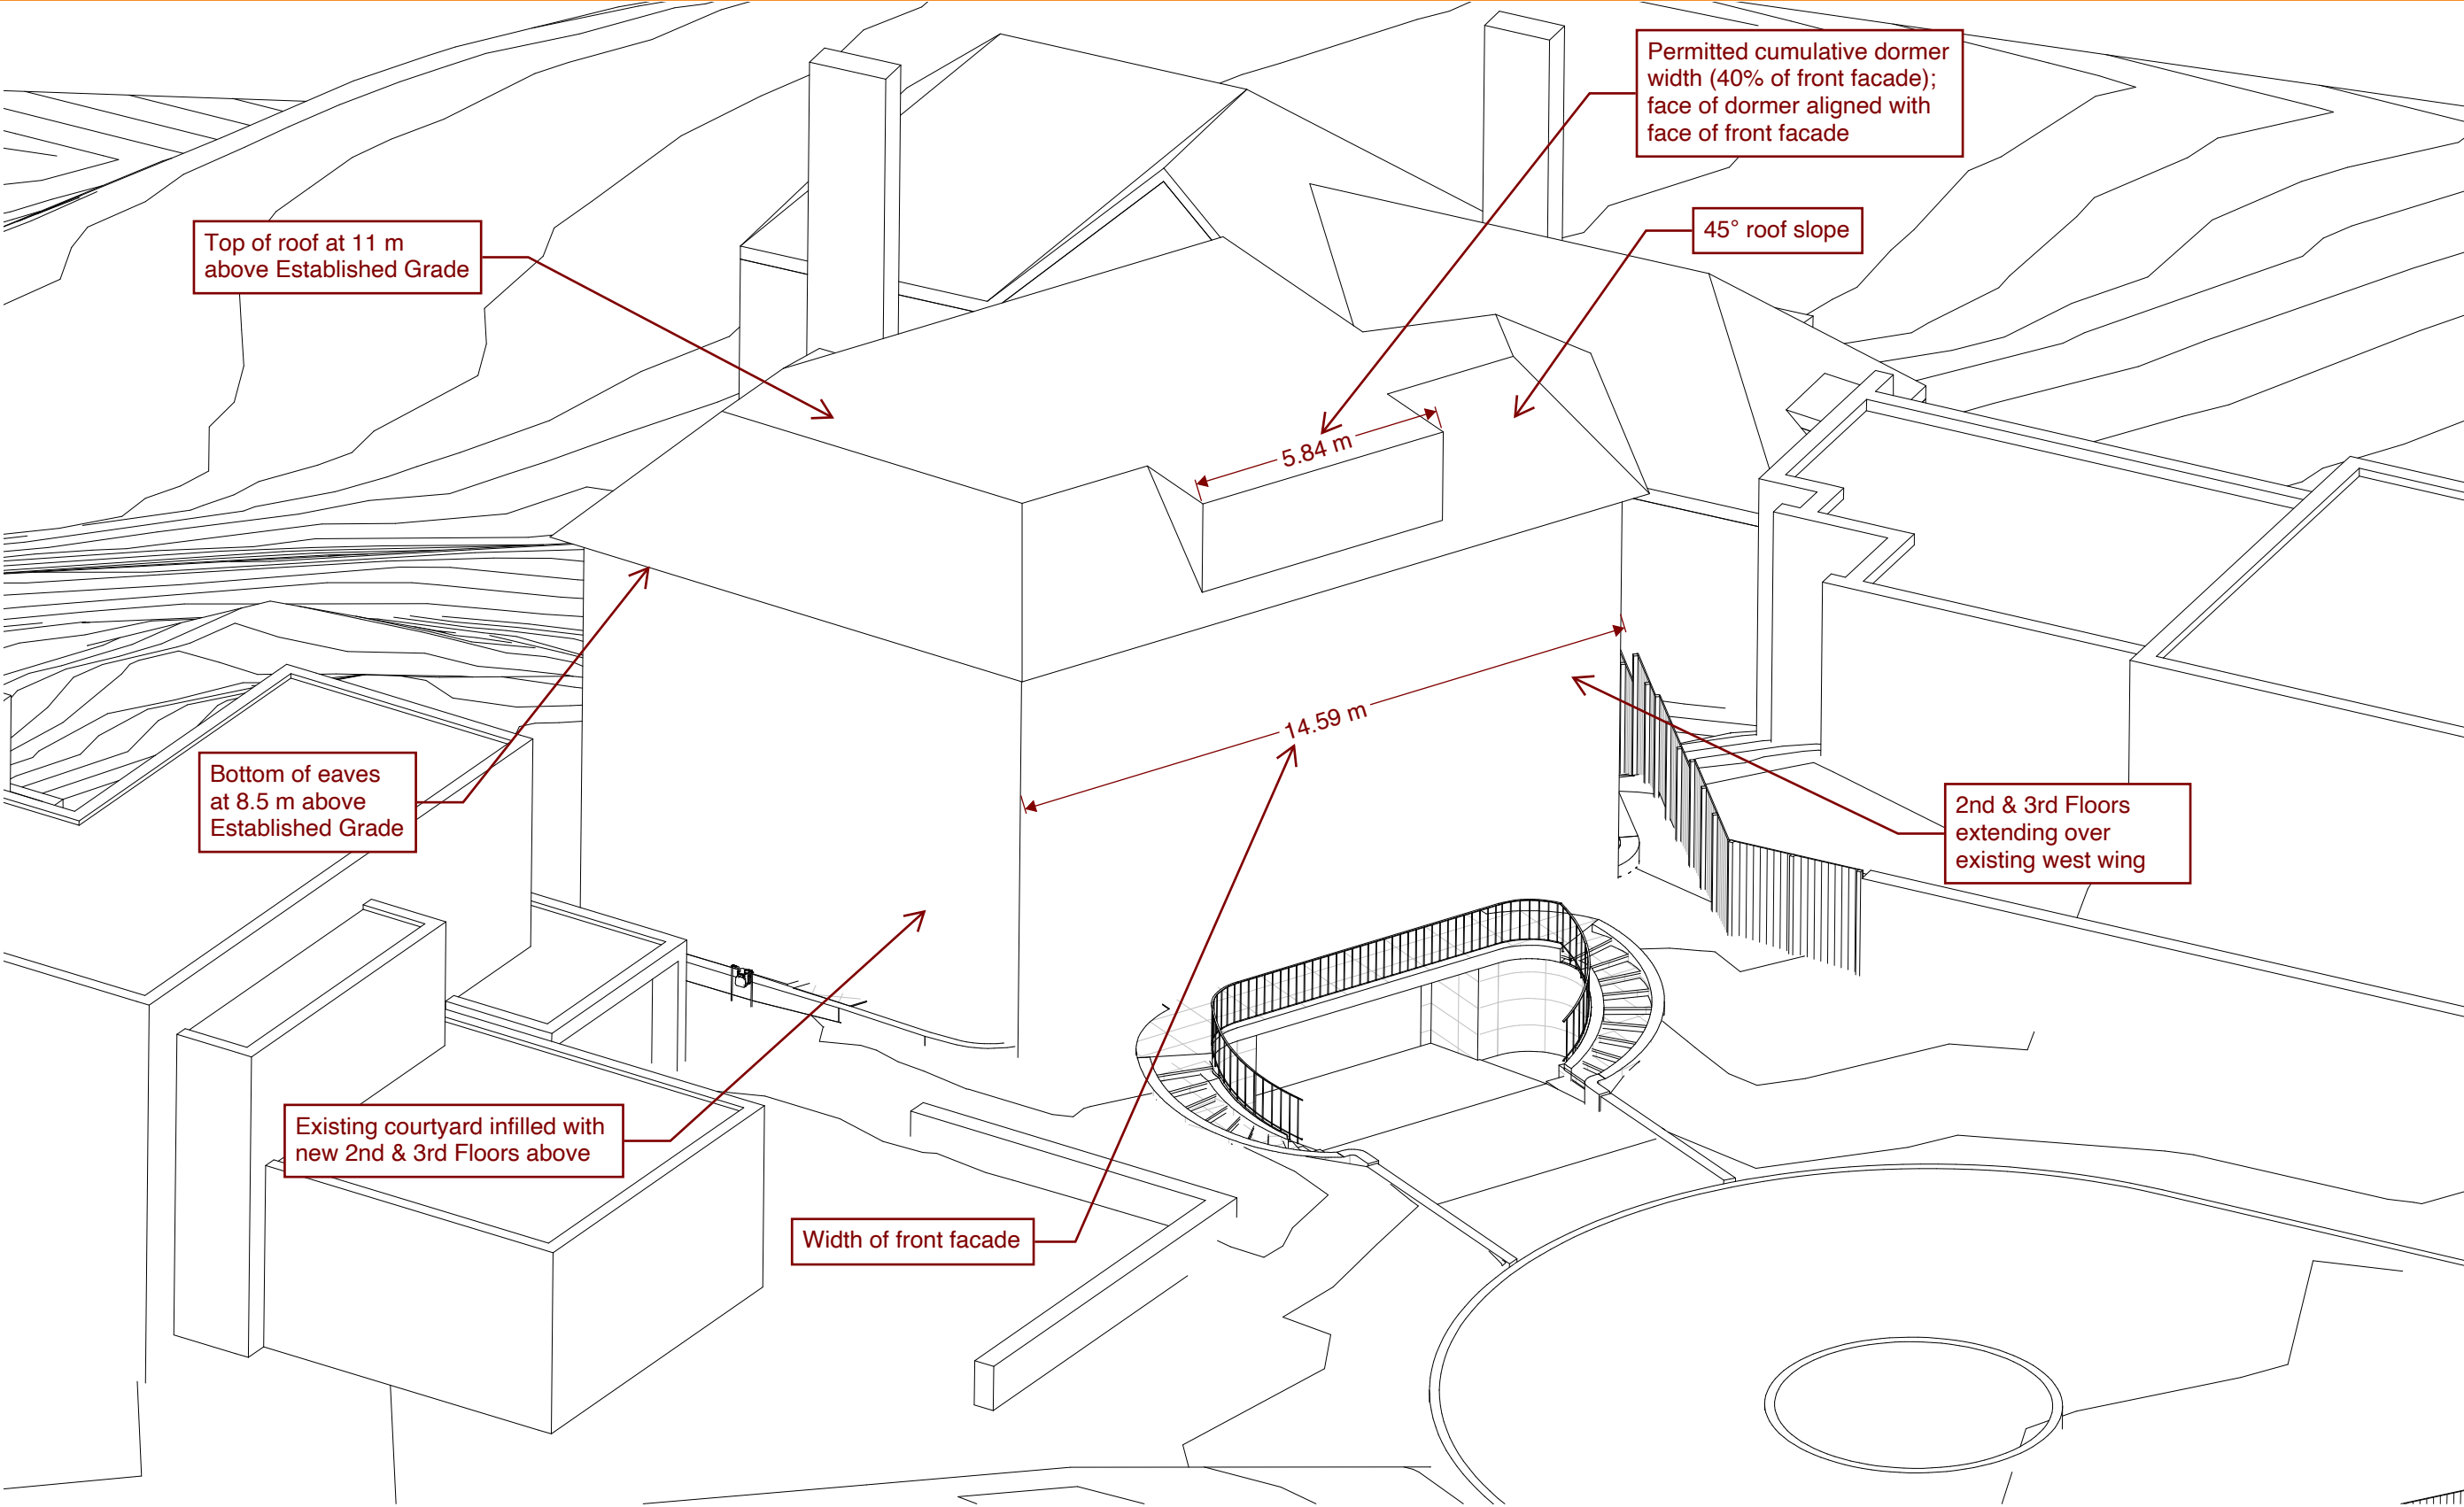 Permitted cumulative dormer
width (40% of front facade);
face of dormer aligned with
face of front facade
Top of roof at 11 m
above Established Grade
45° roof slope
5.84 m
14.59 m
Bottom of eaves
at 8.5 m above
Established Grade
2nd & 3rd Floors
extending over
existing west wing
Existing courtyard infilled with
new 2nd & 3rd Floors above
Width of front facade